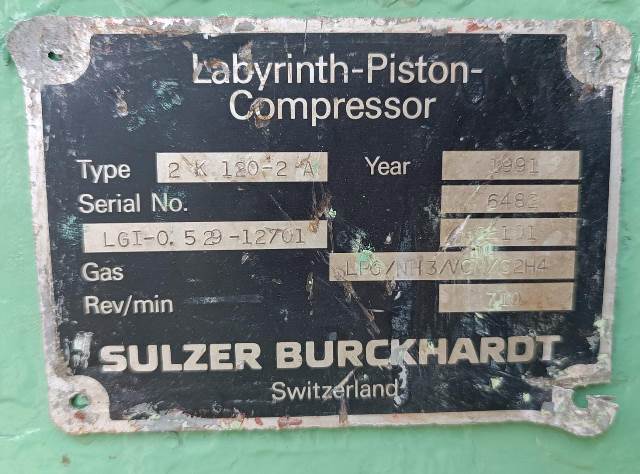 Labyrinth-Piston-
Compressor
Type 2 K 120-2 A Year 1991
Serial No. 6482
LGI-0.529-12701 101
Gas LPG/NH3/VCM/C2H4
Rev/min 710
SULZER BURCKHARDT
Switzerland